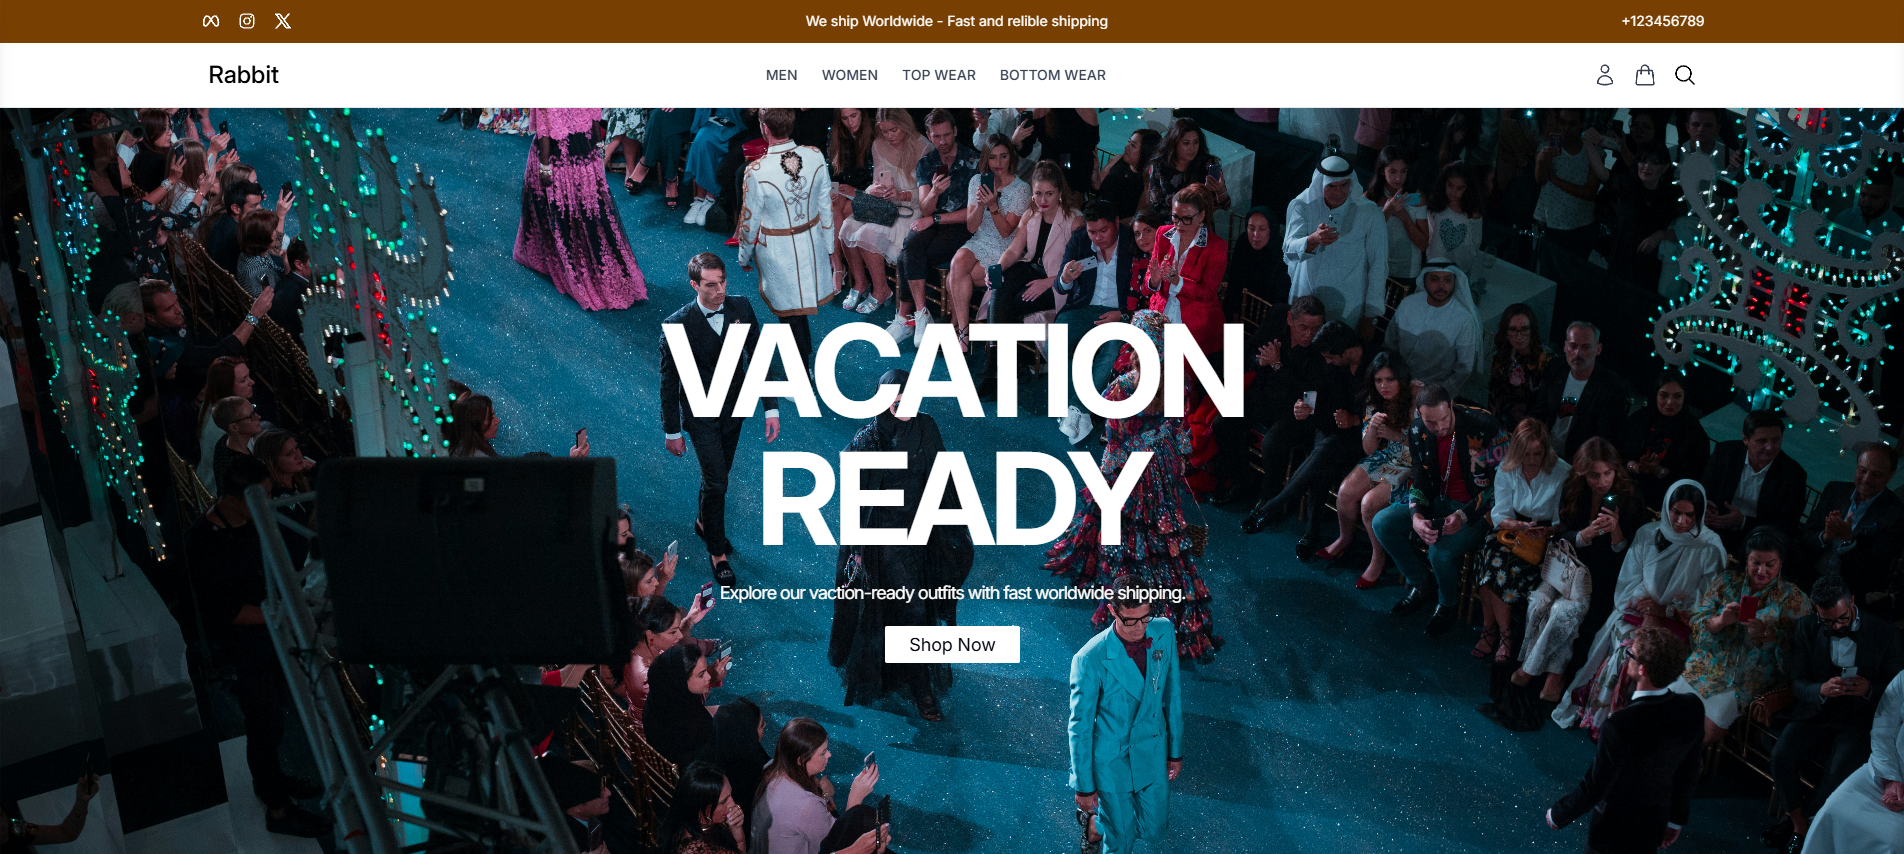 We ship Worldwide - Fast and relible shipping
+123456789
Rabbit
MEN WOMEN TOP WEAR BOTTOM WEAR
VACATION
READY
Explore our vaction-ready outfits with fast worldwide shipping.
Shop Now